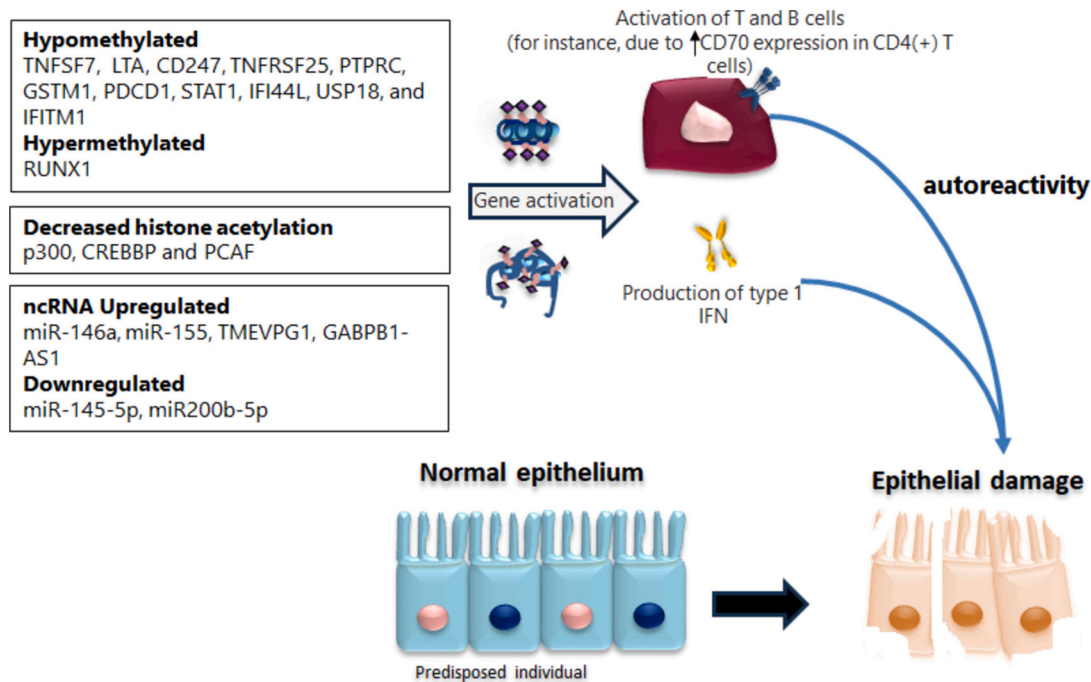 Hypomethylated
TNFSF7, LTA, CD247, TNFRSF25, PTPRC,
GSTM1, PDCD1, STAT1, IFI44L, USP18, and
IFITM1
Hypermethylated
RUNX1
Decreased histone acetylation
p300, CREBBP and PCAF
ncRNA Upregulated
miR-146a, miR-155, TMEVPG1, GABPB1-
AS1
Downregulated
miR-145-5p, miR200b-5p
Gene activation
Activation of T and B cells
(for instance, due to ↑CD70 expression in CD4(+) T
cells)
Production of type 1
IFN
autoreactivity
Normal epithelium
Predisposed individual
Epithelial damage